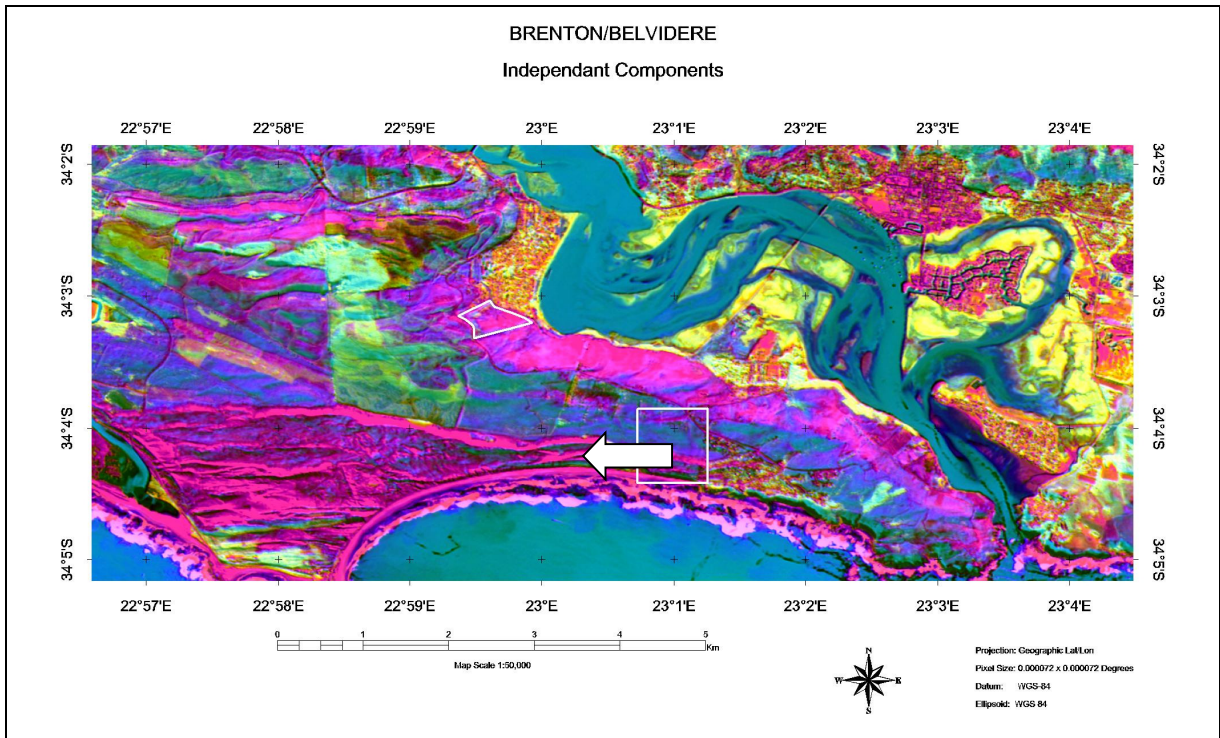 BRENTON/BELVIDERE
Independant Components
22°57'E 22°58'E 22°59'E 23°E 23°1'E 23°2'E 23°3'E 23°4'E
34°2'S 34°2'S
34°3'S 34°3'S
34°4'S 34°4'S
34°5'S 34°5'S
22°57'E 22°58'E 22°59'E 23°E 23°1'E 23°2'E 23°3'E 23°4'E
0 1 2 3 4 5
Km
Map Scale 1:50,000
N
W E
S
Projection: Geographic Lat/Lon
Pixel Size: 0.000072 x 0.000072 Degrees
Datum: WGS-84
Ellipsoid: WGS-84